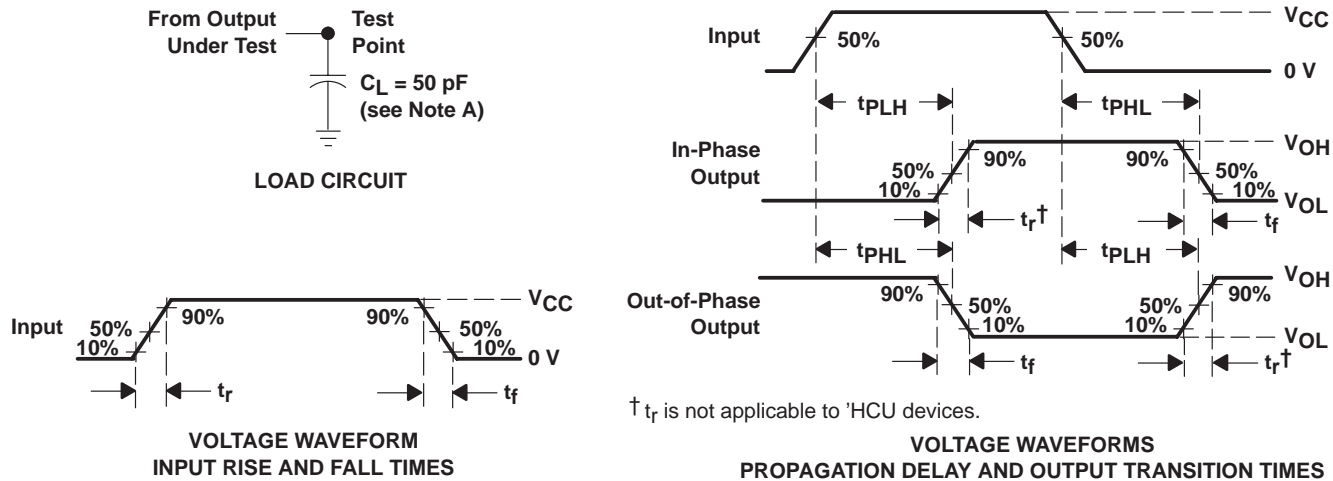 From Output
Under Test
Test
Point
CL = 50 pF
(see Note A)
LOAD CIRCUIT
Input
50%
10%
90%
90%
50%
10%
VCC
0 V
tr
tf
VOLTAGE WAVEFORM
INPUT RISE AND FALL TIMES
Input
50%
50%
VCC
0 V
tPLH
tPHL
In-Phase
Output
50%
10%
90%
90%
50%
10%
VOH
VOL
tr†
tf
tPHL
tPLH
Out-of-Phase
Output
90%
50%
10%
50%
10%
90%
VOH
VOL
tf
tr†
† tr is not applicable to 'HCU devices.
VOLTAGE WAVEFORMS
PROPAGATION DELAY AND OUTPUT TRANSITION TIMES